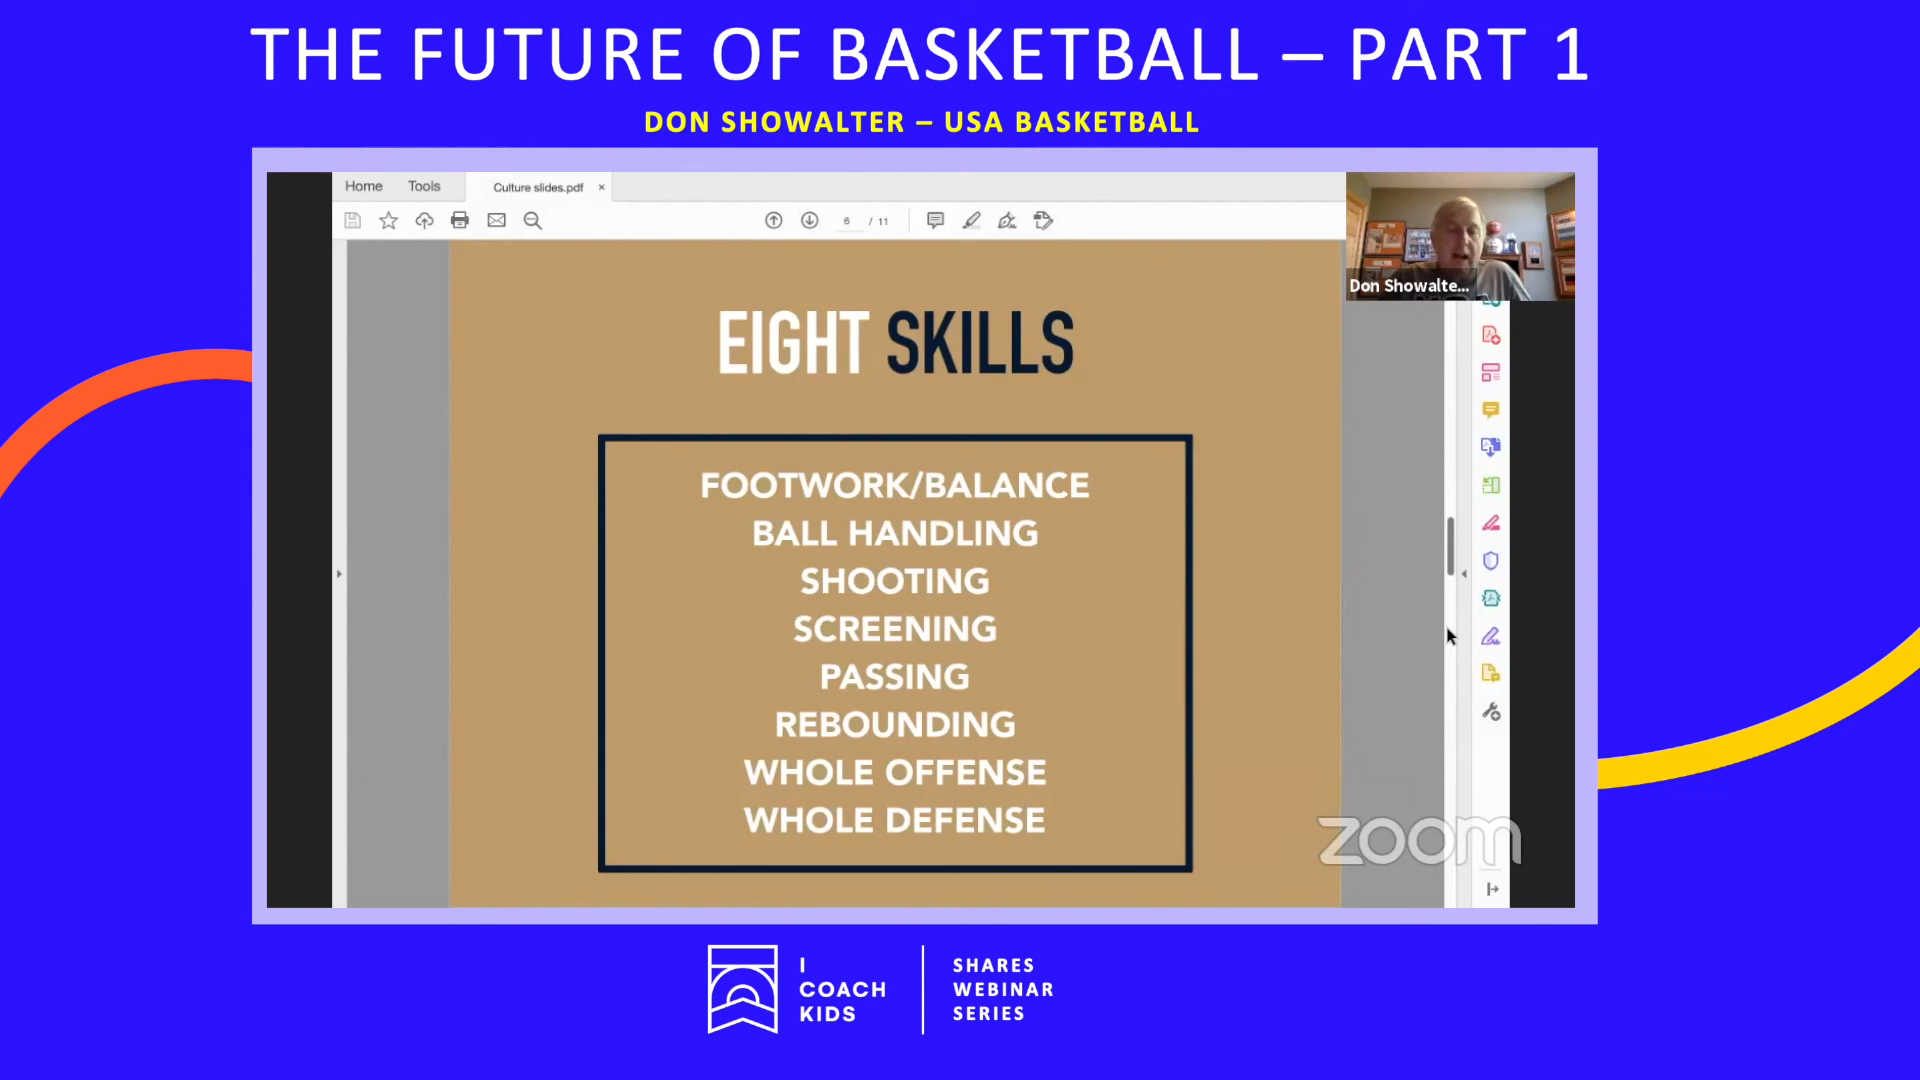 THE FUTURE OF BASKETBALL – PART 1
DON SHOWALTER – USA BASKETBALL
Home Tools Culture slides.pdf ×
6 / 11
Don Showalte...
EIGHT SKILLS
FOOTWORK/BALANCE
BALL HANDLING
SHOOTING
SCREENING
PASSING
REBOUNDING
WHOLE OFFENSE
WHOLE DEFENSE
zoom
I
COACH
KIDS
SHARES
WEBINAR
SERIES